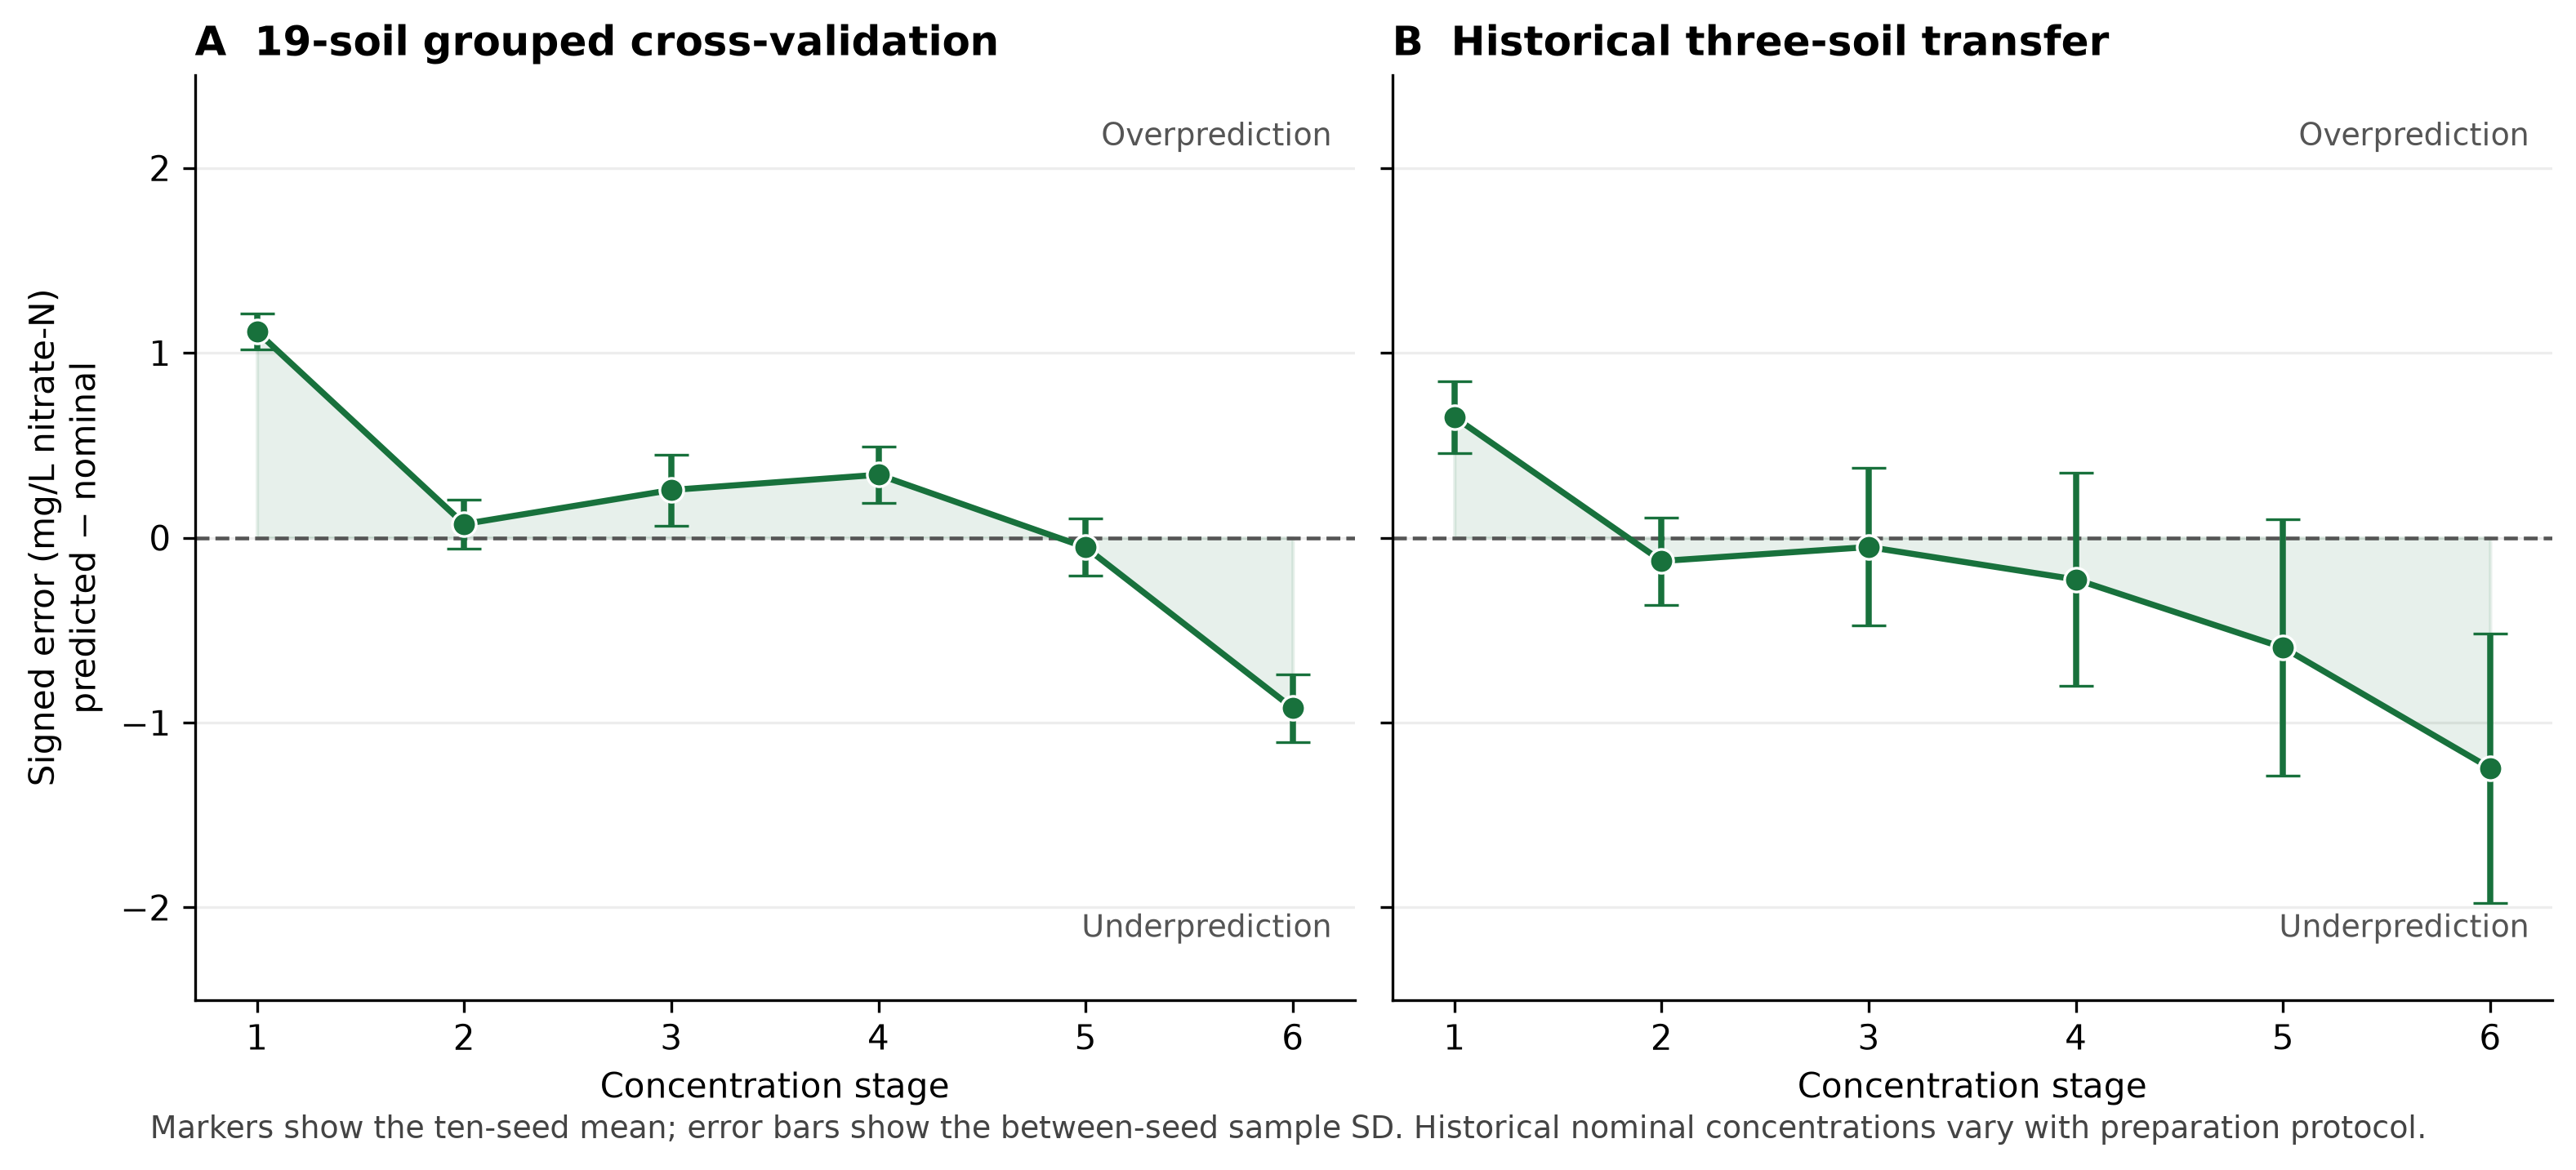 A  19-soil grouped cross-validation
Signed error (mg/L nitrate-N)
predicted − nominal
2
1
0
−1
−2
Overprediction
Underprediction
1 2 3 4 5 6
Concentration stage
B  Historical three-soil transfer
Overprediction
Underprediction
1 2 3 4 5 6
Concentration stage
Markers show the ten-seed mean; error bars show the between-seed sample SD. Historical nominal concentrations vary with preparation protocol.